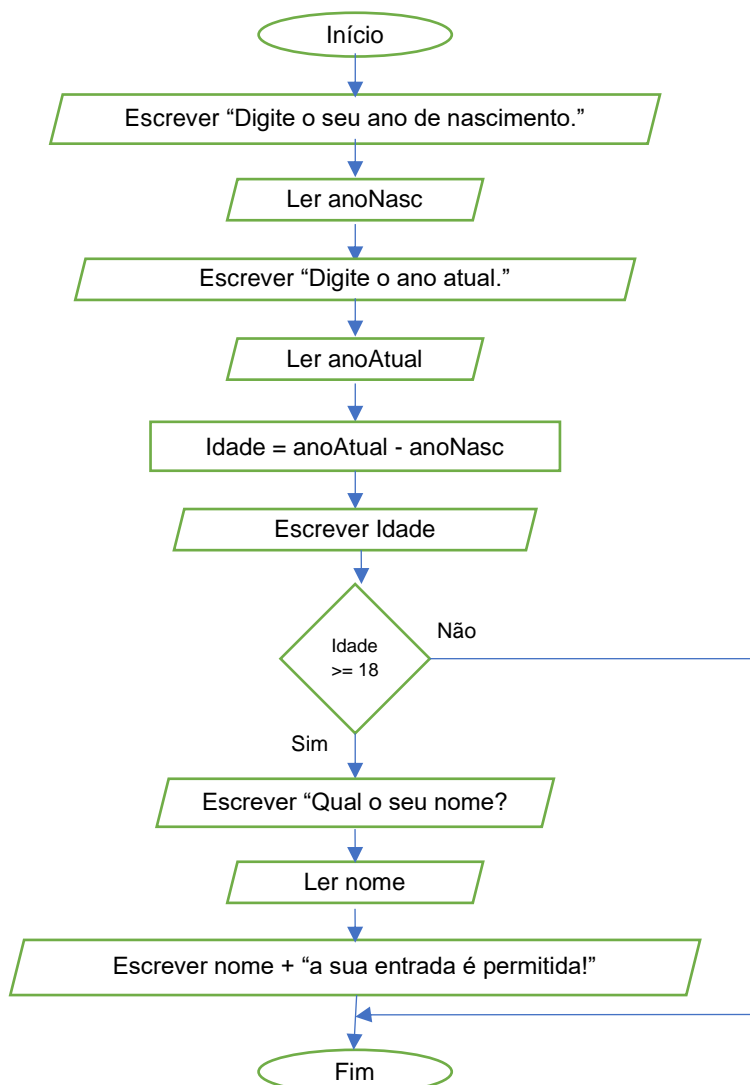 Início
Escrever “Digite o seu ano de nascimento.”
Ler anoNasc
Escrever “Digite o ano atual.”
Ler anoAtual
Idade = anoAtual - anoNasc
Escrever Idade
Idade
>= 18
Não
Sim
Escrever “Qual o seu nome?
Ler nome
Escrever nome + “a sua entrada é permitida!”
Fim